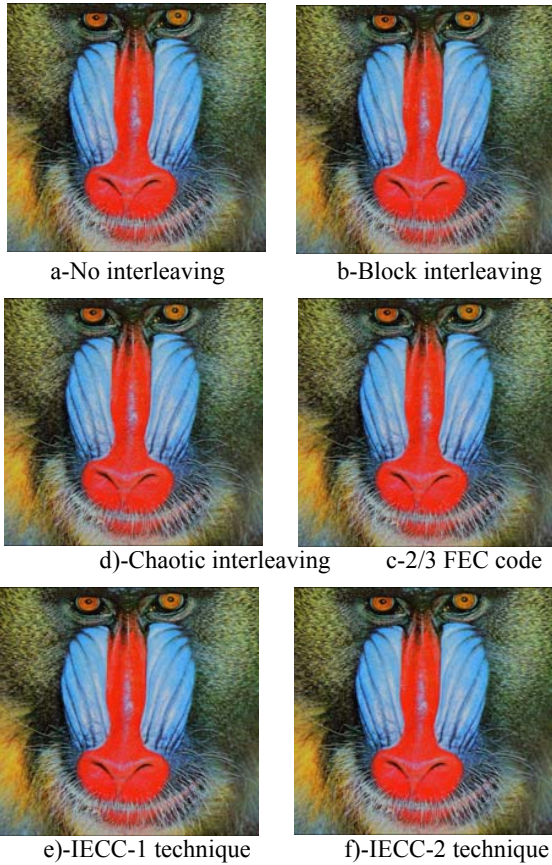 a-No interleaving
b-Block interleaving
d)-Chaotic interleaving
c-2/3 FEC code
e)-IECC-1 technique
f)-IECC-2 technique